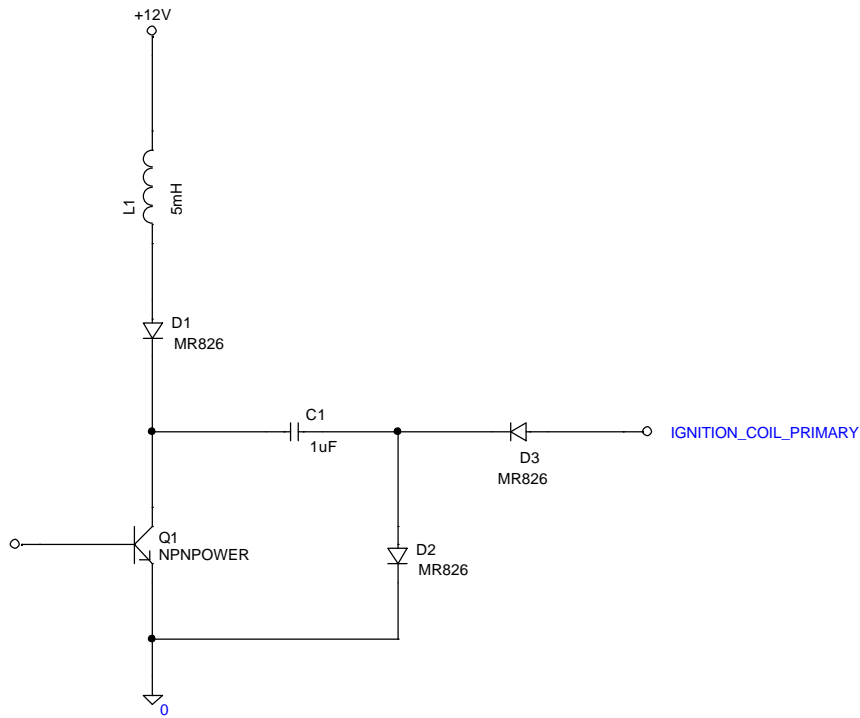 +12V
L1
5mH
D1
MR826
C1
1uF
IGNITION_COIL_PRIMARY
D3
MR826
Q1
NPNPOWER
D2
MR826
0